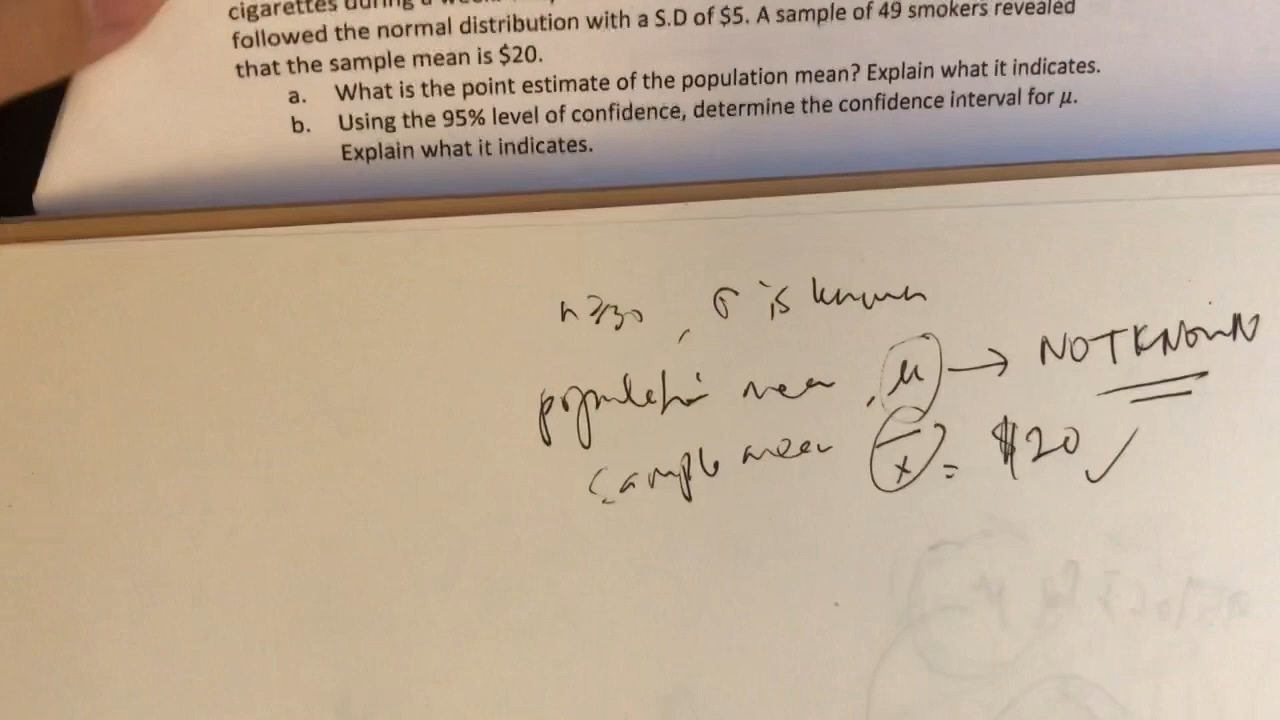 cigarettes during a
followed the normal distribution with a S.D of $5. A sample of 49 smokers revealed
that the sample mean is $20.
a. What is the point estimate of the population mean? Explain what it indicates.
b. Using the 95% level of confidence, determine the confidence interval for μ.
Explain what it indicates.
n ≥ 30, σ is known
population mean, μ → NOT KNOWN
sample mean x̄ = $20 ✓